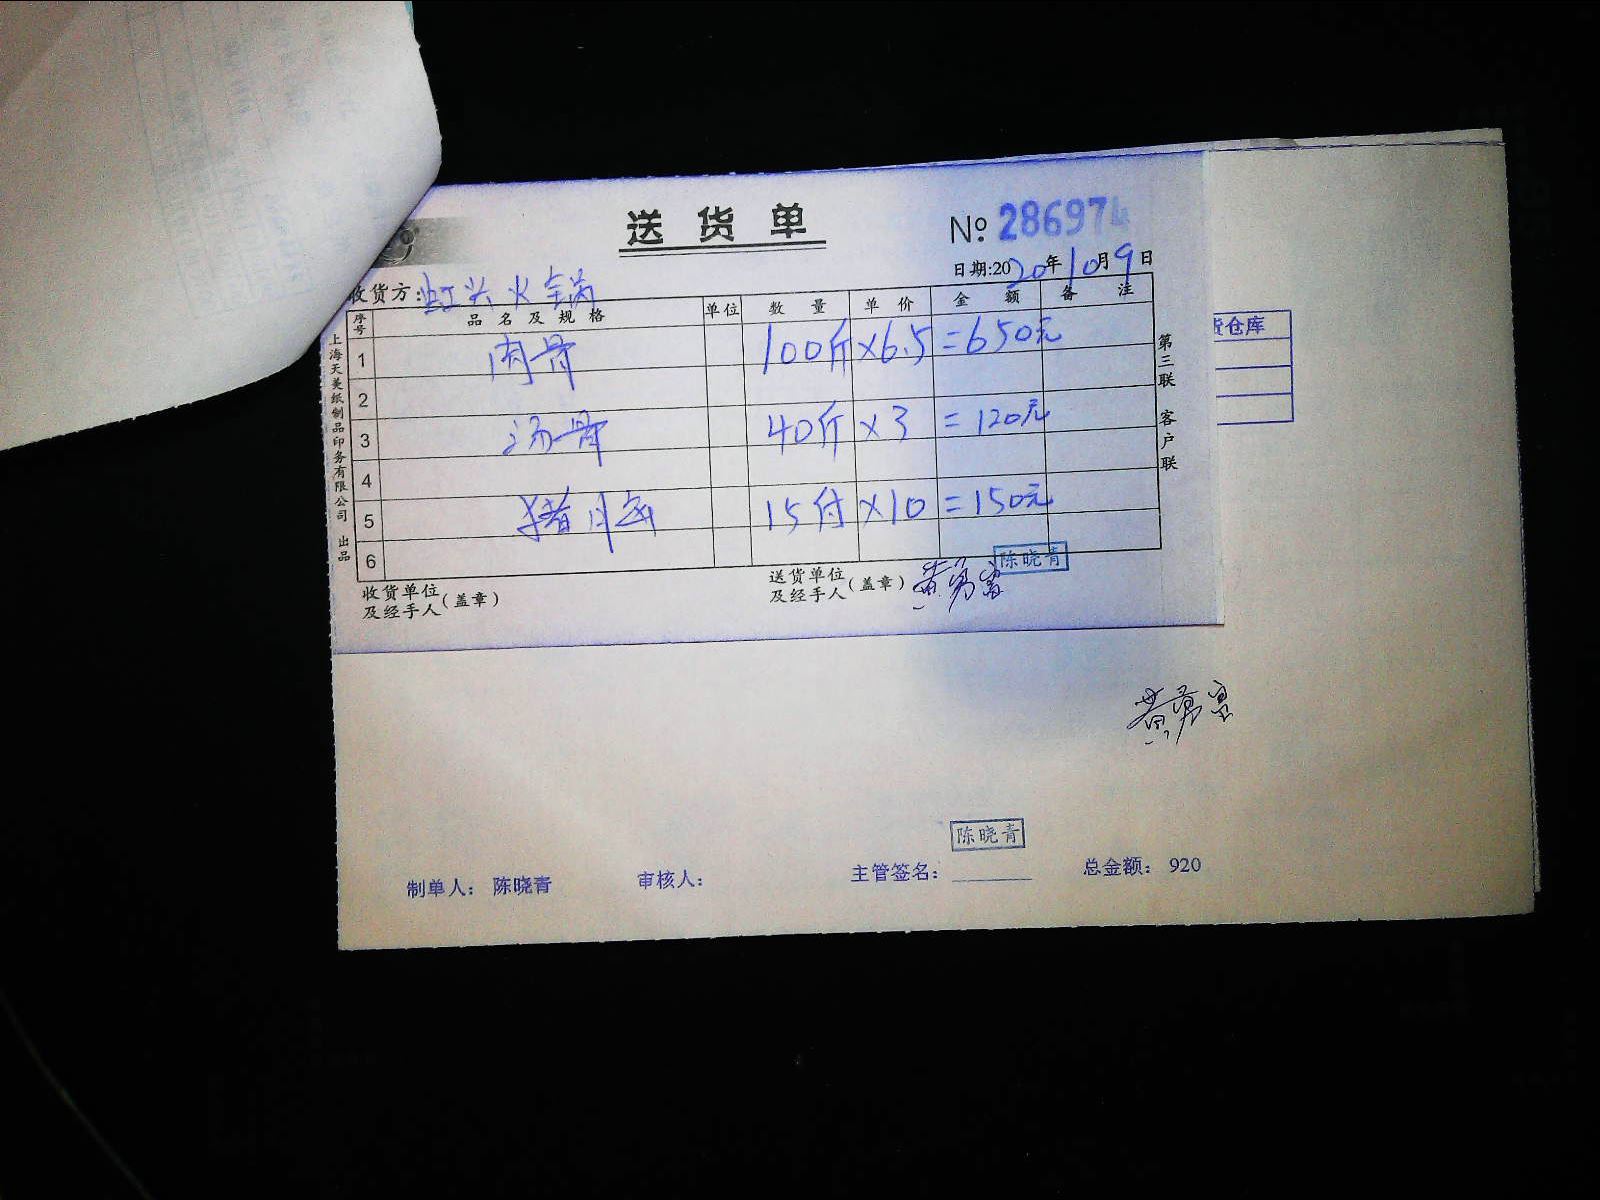 送货单
№ 286974
日期:2020年10月9日
收货方:虹尖火锅
序号 品名及规格 单位 数量 单价 金额 备注
1 肉骨 100斤 ×6.5 =650元
2
3 汤骨 40斤 ×3 =120元
4
5 猪脑 15付 ×10 =150元
6
收货单位及经手人(盖章)
送货单位及经手人(盖章)
陈晓青
上海天美纸制品印务有限公司 出品
第三联 客户联
货仓库
陈晓青
制单人: 陈晓青 审核人: 主管签名: 总金额: 920